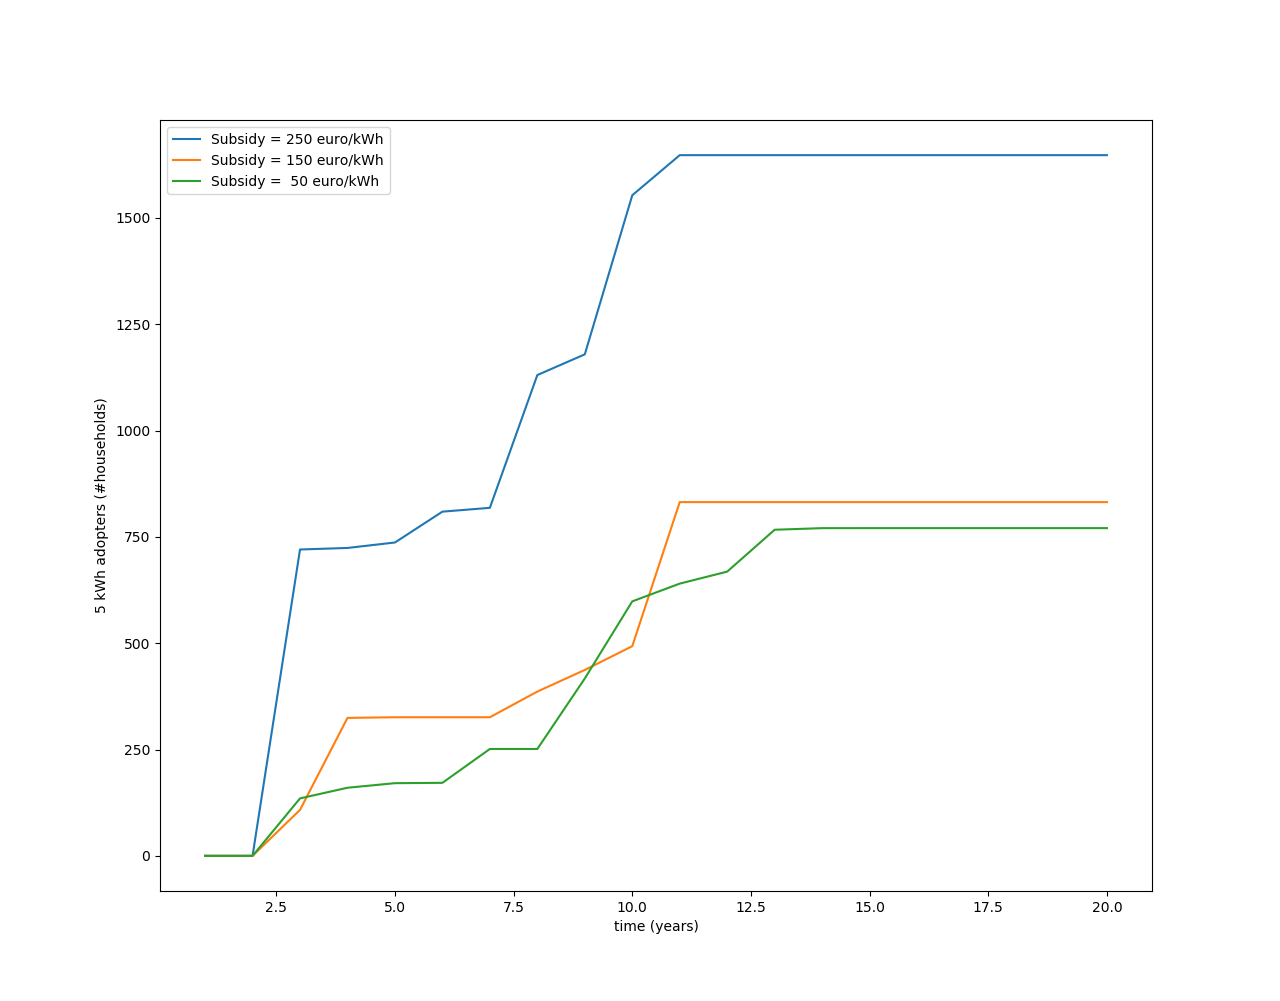 Subsidy = 250 euro/kWh
Subsidy = 150 euro/kWh
Subsidy =  50 euro/kWh
1500
1250
1000
750
500
250
0
5 kWh adopters (#households)
2.5 5.0 7.5 10.0 12.5 15.0 17.5 20.0
time (years)